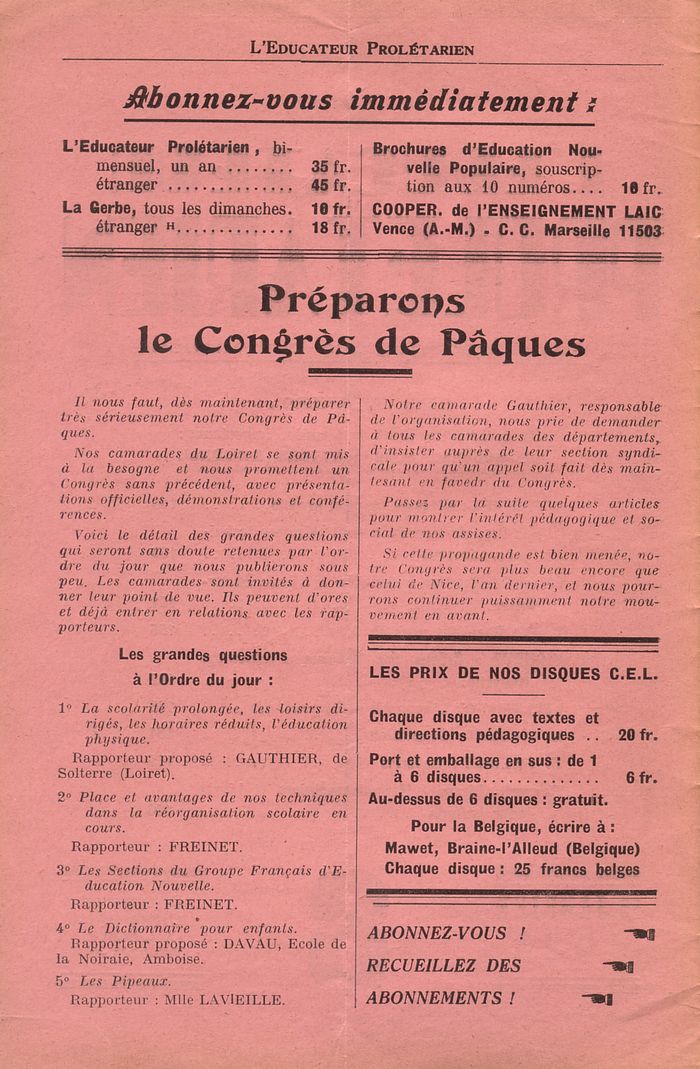 L'EDUCATEUR PROLÉTARIEN
Abonnez-vous immédiatement :
L'Educateur Prolétarien, bi-
mensuel, un an ........ 35 fr.
étranger ............... 45 fr.
La Gerbe, tous les dimanches. 10 fr.
étranger H.............. 18 fr.
Brochures d'Education Nou-
velle Populaire, souscrip-
tion aux 10 numéros.... 10 fr.
COOPER. de l'ENSEIGNEMENT LAIC
Vence (A.-M.) - C. C. Marseille 11503
Préparons
le Congrès de Pâques
Il nous faut, dès maintenant, préparer
très sérieusement notre Congrès de Pâ-
ques.
Nos camarades du Loiret se sont mis
à la besogne et nous promettent un
Congrès sans précédent, avec présenta-
tions officielles, démonstrations et confé-
rences.
Voici le détail des grandes questions
qui seront sans doute retenues par l'or-
dre du jour que nous publierons sous
peu. Les camarades sont invités à don-
ner leur point de vue. Ils peuvent d'ores
et déjà entrer en relations avec les rap-
porteurs.
Les grandes questions
à l'Ordre du jour :
1° La scolarité prolongée, les loisirs di-
rigés, les horaires réduits, l'éducation
physique.
Rapporteur proposé : GAUTHIER, de
Solterre (Loiret).
2° Place et avantages de nos techniques
dans la réorganisation scolaire en
cours.
Rapporteur : FREINET.
3° Les Sections du Groupe Français d'E-
ducation Nouvelle.
Rapporteur : FREINET.
4° Le Dictionnaire pour enfants.
Rapporteur proposé : DAVAU, Ecole de
la Noiraie, Amboise.
5° Les Pipeaux.
Rapporteur : Mlle LAVIEILLE.
Notre camarade Gauthier, responsable
de l'organisation, nous prie de demander
à tous les camarades des départements,
d'insister auprès de leur section syndi-
cale pour qu'un appel soit fait dès main-
tesant en favedr du Congrès.
Passez par la suite quelques articles
pour montrer l'intérêt pédagogique et so-
cial de nos assises.
Si cette propagande est bien menée, no-
tre Congrès sera plus beau encore que
celui de Nice, l'an dernier, et nous pour-
rons continuer puissamment notre mou-
vement en avant.
LES PRIX DE NOS DISQUES C.E.L.
Chaque disque avec textes et
directions pédagogiques .. 20 fr.
Port et emballage en sus : de 1
à 6 disques............. 6 fr.
Au-dessus de 6 disques : gratuit.
Pour la Belgique, écrire à :
Mawet, Braine-l'Alleud (Belgique)
Chaque disque : 25 francs belges
ABONNEZ-VOUS !
RECUEILLEZ DES
ABONNEMENTS !